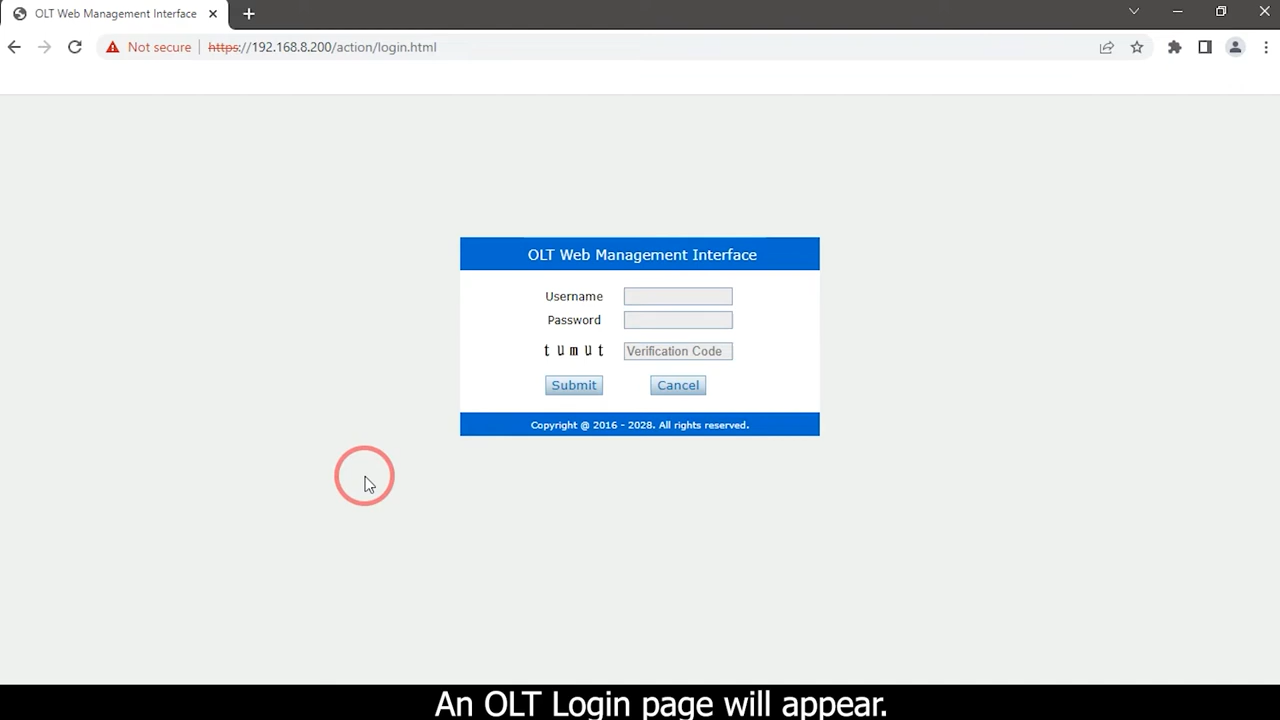 OLT Web Management Interface
Not secure https://192.168.8.200/action/login.html
OLT Web Management Interface
Username
Password
tumut Verification Code
Submit Cancel
Copyright @ 2016 - 2028. All rights reserved.
An OLT Login page will appear.